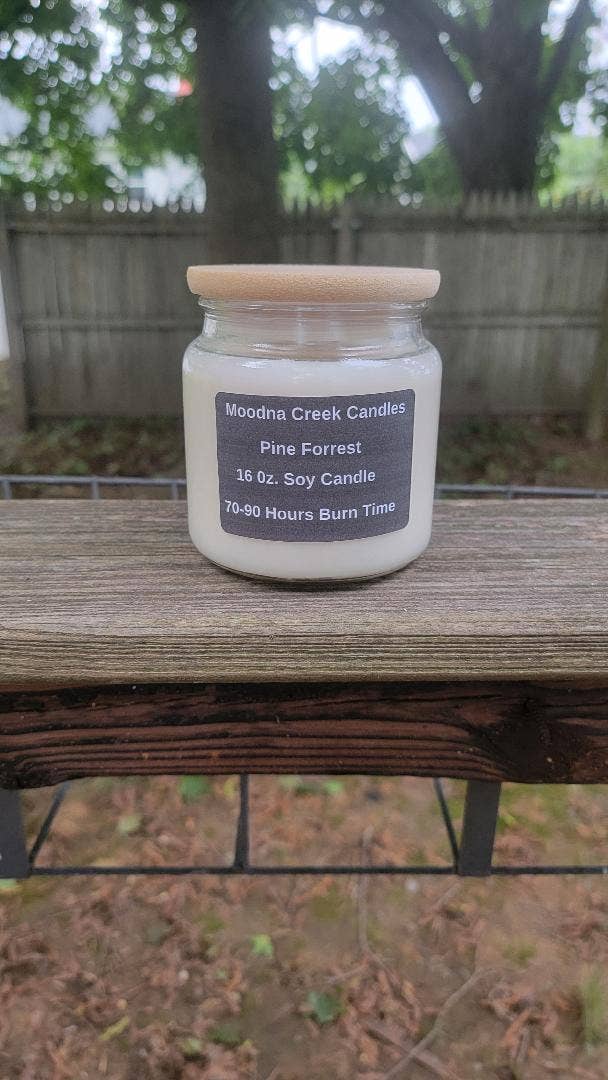 Moodna Creek Candles
Pine Forrest
16 0z. Soy Candle
70-90 Hours Burn Time